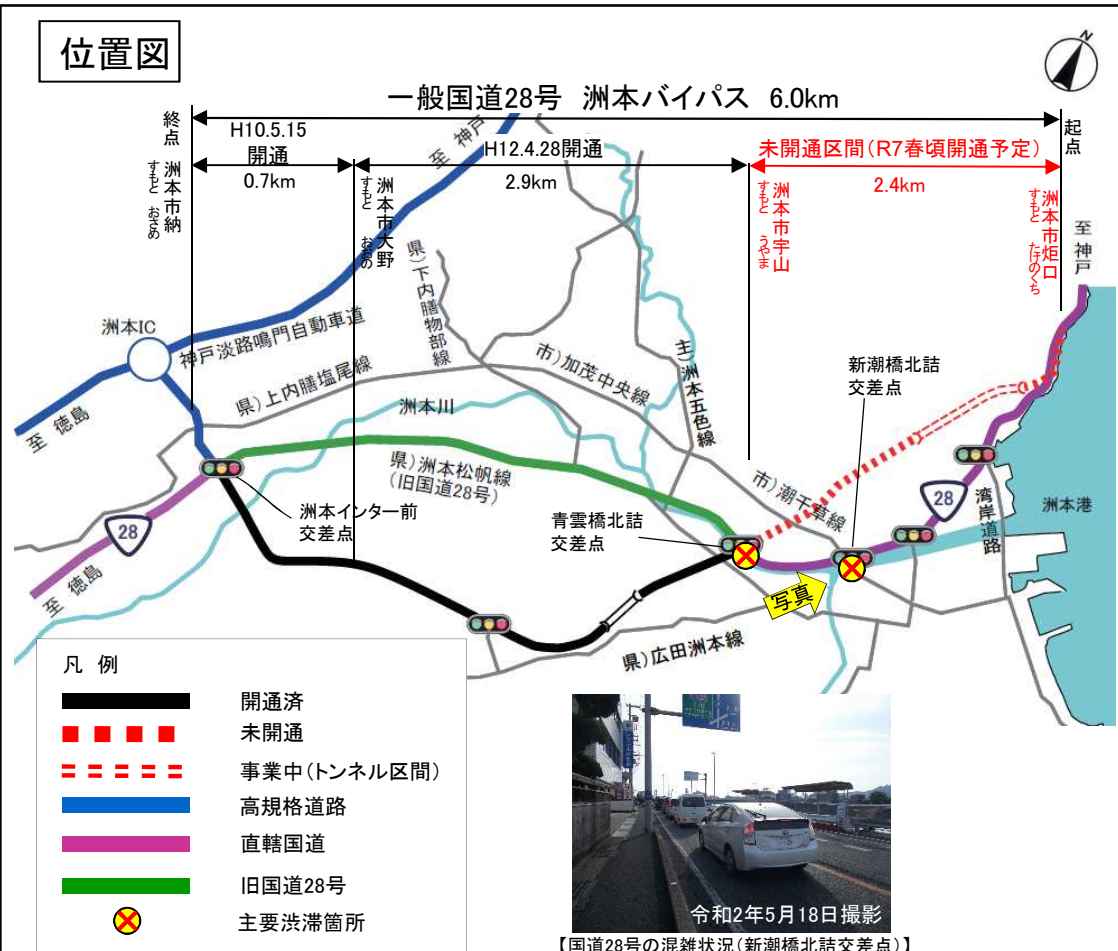 位置図
N
一般国道28号 洲本バイパス 6.0km
終点
起点
H10.5.15
開通
0.7km
至 神戸
H12.4.28開通
2.9km
未開通区間(R7春頃開通予定)
2.4km
洲本市納
すもと おさめ
洲本市大野
すもと おおの
洲本市宇山
すもと うやま
洲本市炬口
すもと たけのくち
至 神戸
県)下内膳物部線
洲本IC
神戸淡路鳴門自動車道
市)加茂中央線
主)洲本五色線
新潮橋北詰
交差点
至 徳島
県)上内膳塩尾線
洲本川
県)洲本松帆線
(旧国道28号)
市)潮千草線
28
湾岸道路
洲本港
洲本インター前
交差点
青雲橋北詰
交差点
28
至 徳島
写真
県)広田洲本線
凡 例
開通済
未開通
事業中(トンネル区間)
高規格道路
直轄国道
旧国道28号
主要渋滞箇所
令和2年5月18日撮影
【国道28号の混雑状況(新潮橋北詰交差点)】